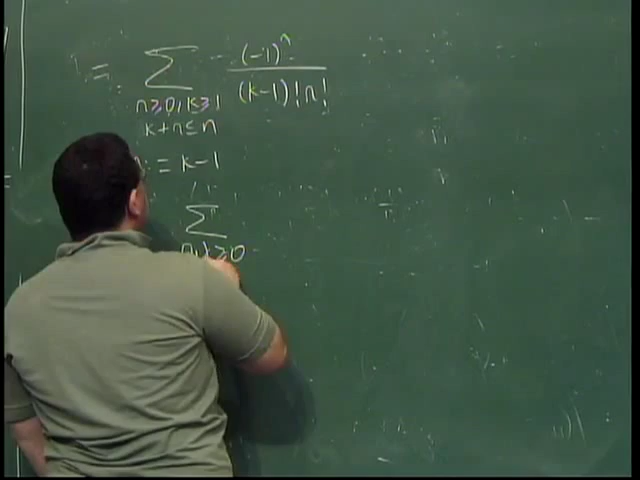 = Σ (-1)^n / (k-1)!n!
n≥0, k≥1
k+n≤n
:= k-1
Σ
≥0